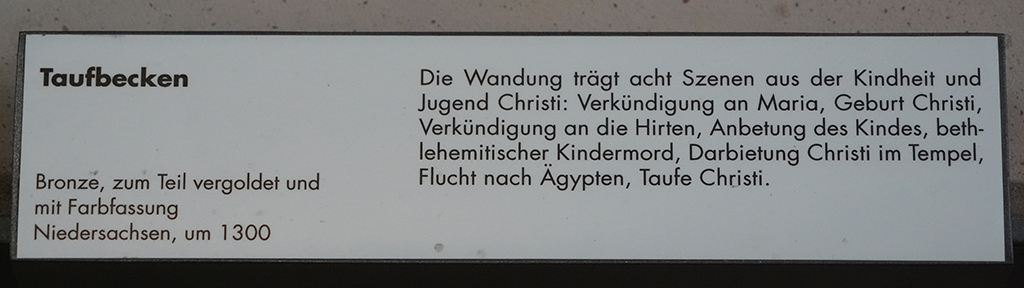 Taufbecken
Bronze, zum Teil vergoldet und
mit Farbfassung
Niedersachsen, um 1300
Die Wandung trägt acht Szenen aus der Kindheit und
Jugend Christi: Verkündigung an Maria, Geburt Christi,
Verkündigung an die Hirten, Anbetung des Kindes, beth-
lehemitischer Kindermord, Darbietung Christi im Tempel,
Flucht nach Ägypten, Taufe Christi.